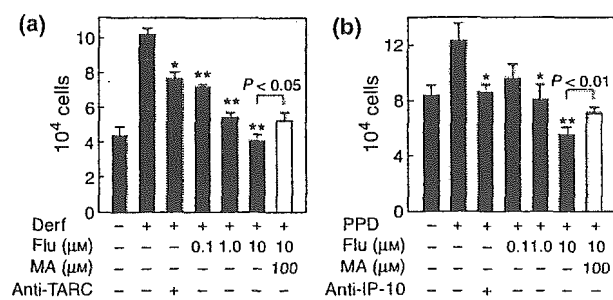 (a)
10
8
6
4
2
0
10⁴ cells
* ** ** **
P < 0.05
Derf − + + + + + +
Flu (μM) − − − 0.1 1.0 10 10
MA (μM) − − − − − − 100
Anti-TARC − − + − − − −
(b)
12
8
4
0
10⁴ cells
* * **
P < 0.01
PPD − + + + + + +
Flu (μM) − − − 0.1 1.0 10 10
MA (μM) − − − − − − 100
Anti-IP-10 − − + − − − −